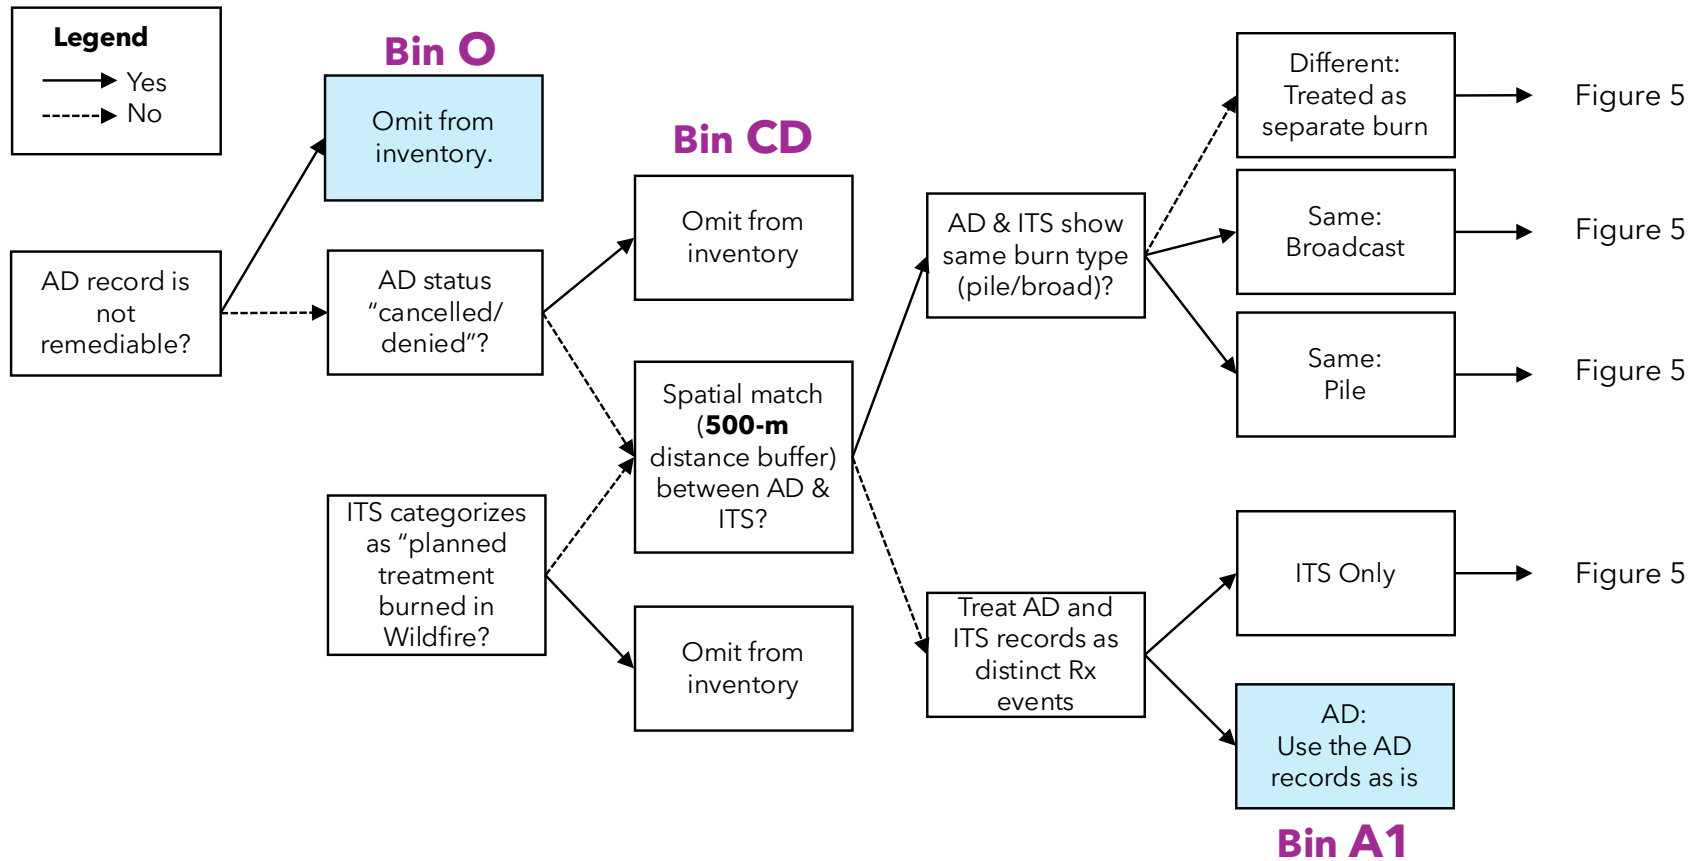 Legend
Yes
No
Bin O
Omit from
inventory.
AD record is
not
remediable?
AD status
“cancelled/
denied”?
ITS categorizes
as “planned
treatment
burned in
Wildfire?
Bin CD
Omit from
inventory
Spatial match
(500-m
distance buffer)
between AD &
ITS?
Omit from
inventory
AD & ITS show
same burn type
(pile/broad)?
Treat AD and
ITS records as
distinct Rx
events
Different:
Treated as
separate burn
Figure 5
Same:
Broadcast
Figure 5
Same:
Pile
Figure 5
ITS Only
Figure 5
AD:
Use the AD
records as is
Bin A1